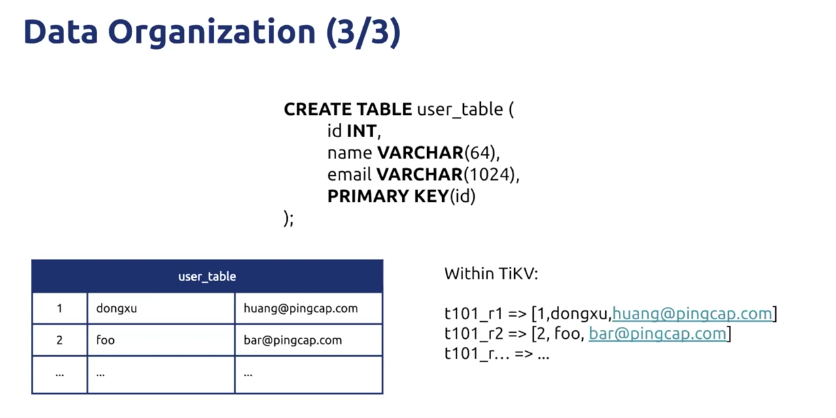 Data Organization (3/3)
CREATE TABLE user_table (
id INT,
name VARCHAR(64),
email VARCHAR(1024),
PRIMARY KEY(id)
);
user_table
1 dongxu huang@pingcap.com
2 foo bar@pingcap.com
... ... ...
Within TiKV:
t101_r1 => [1,dongxu,huang@pingcap.com]
t101_r2 => [2, foo, bar@pingcap.com]
t101_r... => ...